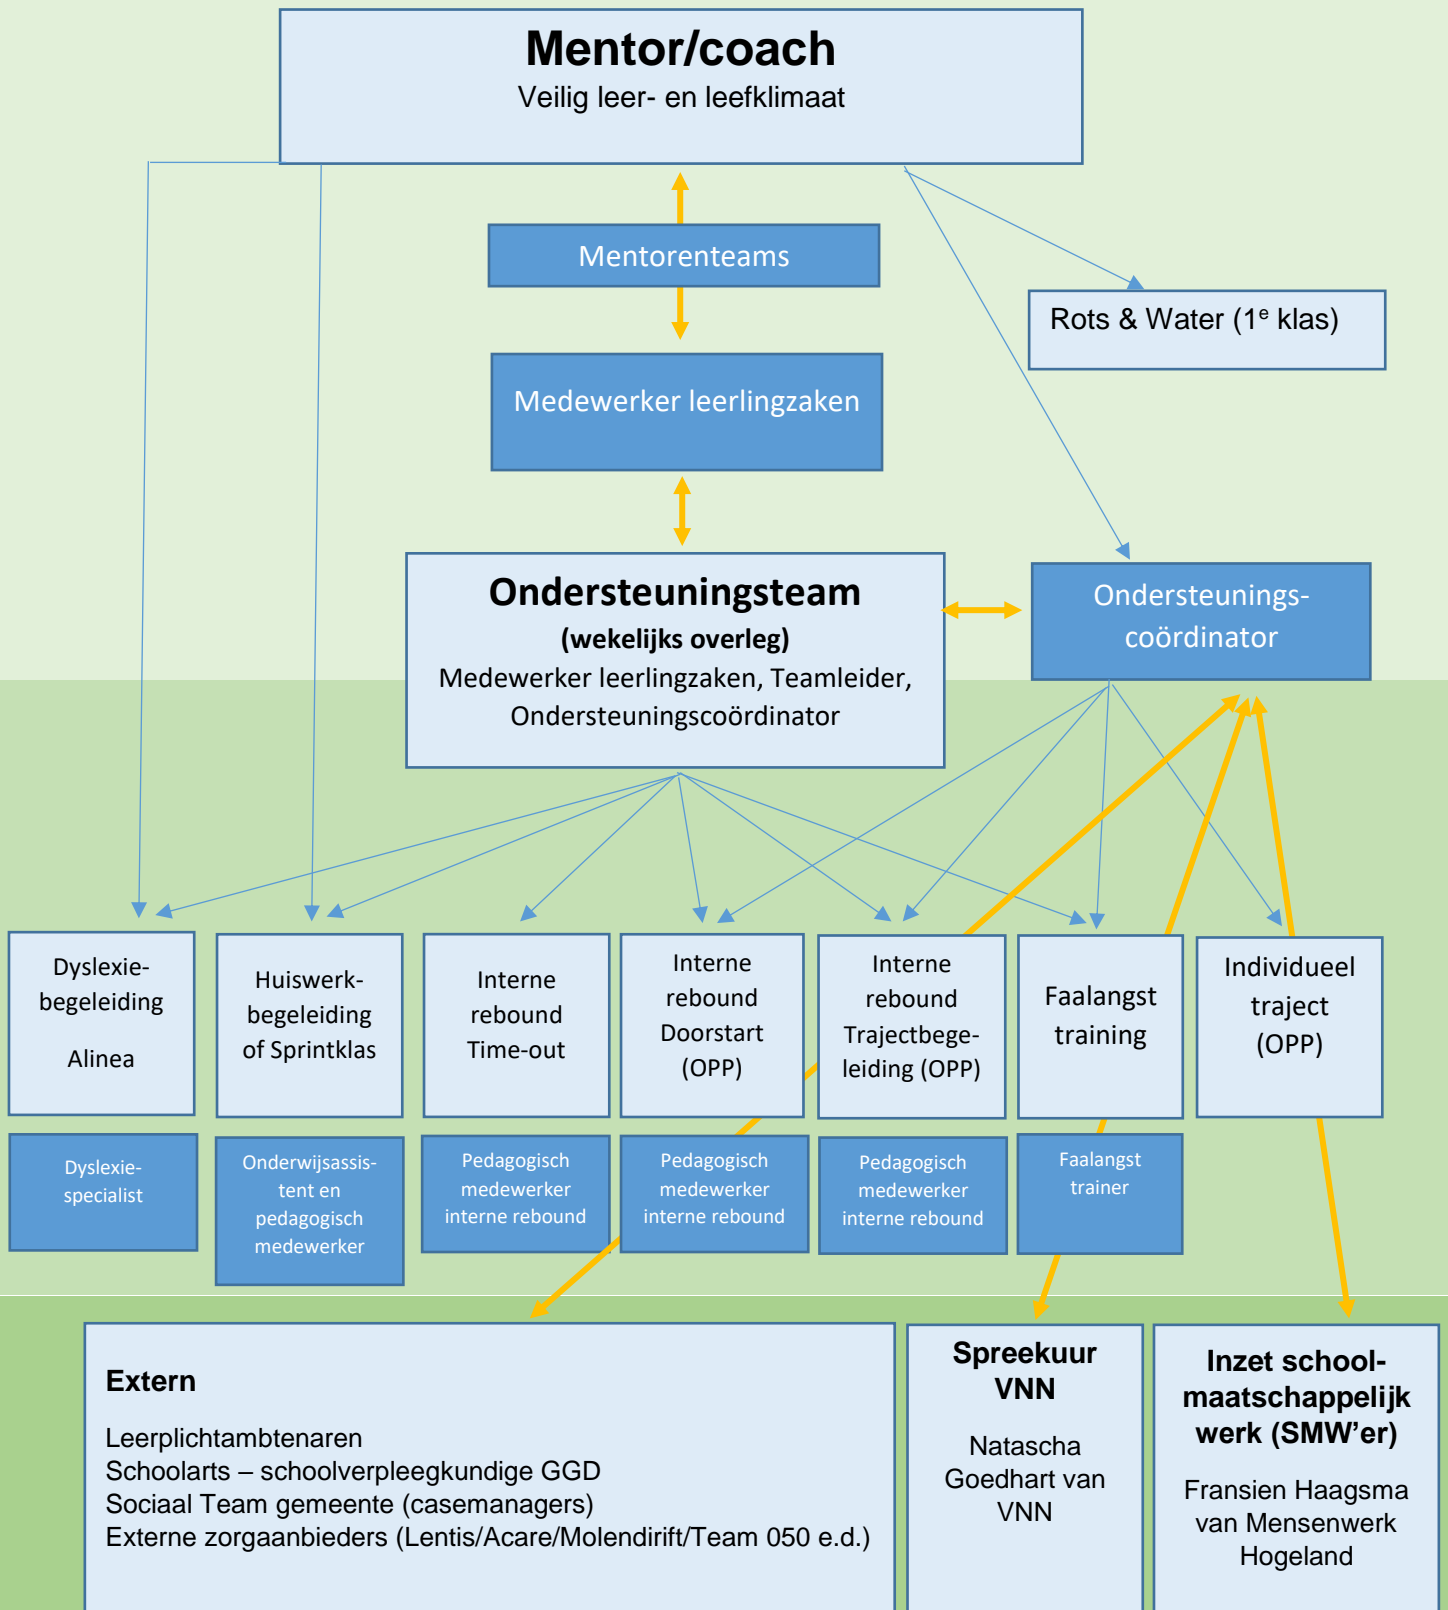 Mentor/coach
Veilig leer- en leefklimaat
Mentorenteams
Rots & Water (1e klas)
Medewerker leerlingzaken
Ondersteuningsteam
(wekelijks overleg)
Medewerker leerlingzaken, Teamleider,
Ondersteuningscoördinator
Ondersteunings-
coördinator
Dyslexie-
begeleiding
Alinea
Huiswerk-
begeleiding
of Sprintklas
Interne
rebound
Time-out
Interne
rebound
Doorstart
(OPP)
Interne
rebound
Trajectbege-
leiding (OPP)
Faalangst
training
Individueel
traject
(OPP)
Dyslexie-
specialist
Onderwijsassis-
tent en
pedagogisch
medewerker
Pedagogisch
medewerker
interne rebound
Pedagogisch
medewerker
interne rebound
Pedagogisch
medewerker
interne rebound
Faalangst
trainer
Extern
Leerplichtambtenaren
Schoolarts – schoolverpleegkundige GGD
Sociaal Team gemeente (casemanagers)
Externe zorgaanbieders (Lentis/Acare/Molendirift/Team 050 e.d.)
Spreekuur
VNN
Natascha
Goedhart van
VNN
Inzet school-
maatschappelijk
werk (SMW’er)
Fransien Haagsma
van Mensenwerk
Hogeland